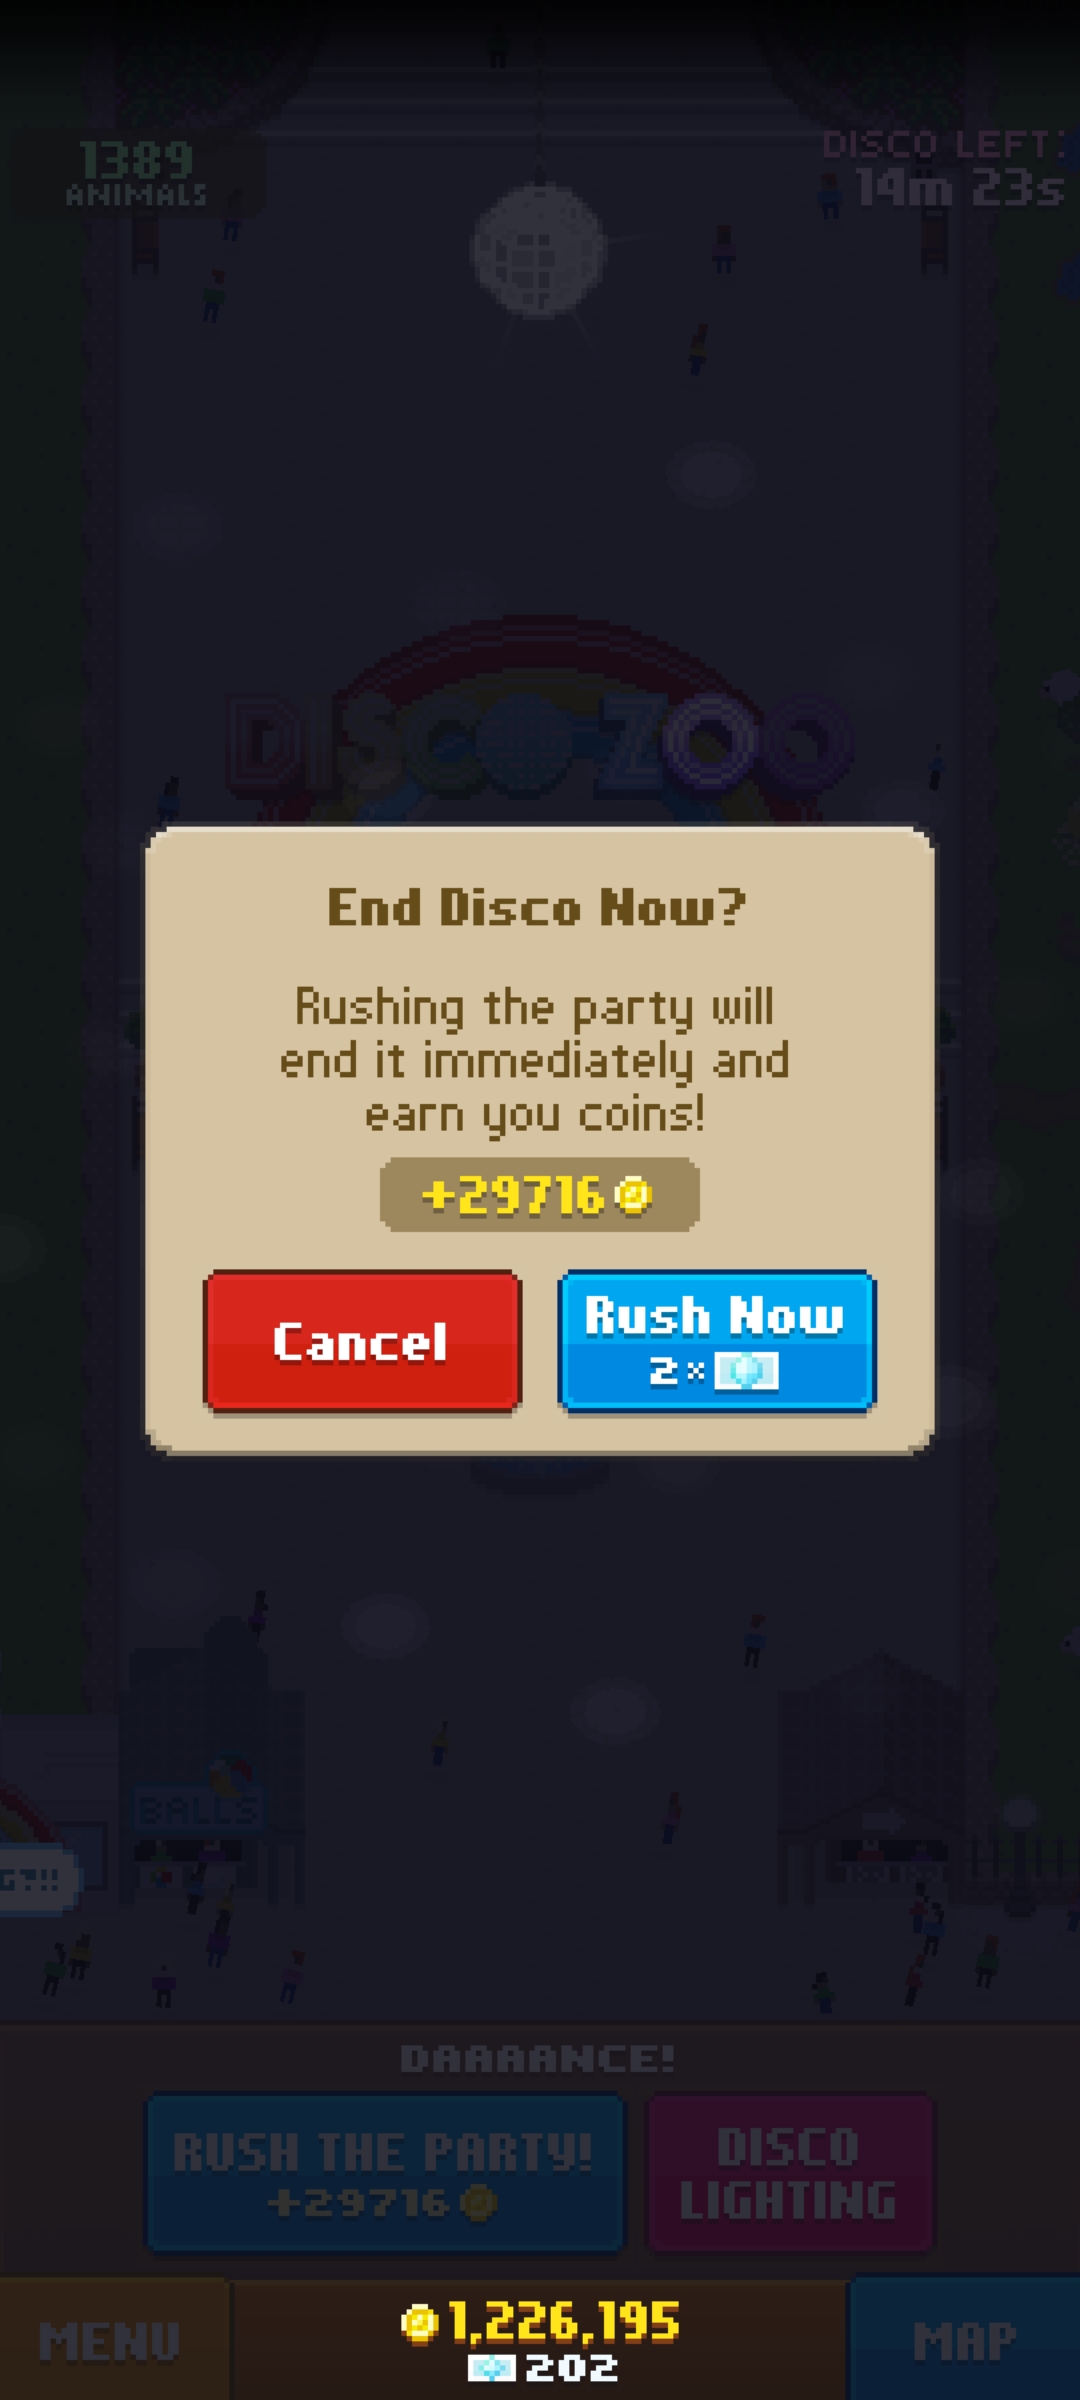 1389
ANIMALS
DISCO LEFT:
14m 23s
DISCO ZOO
End Disco Now?
Rushing the party will
end it immediately and
earn you coins!
+29716
Cancel
Rush Now
2×
BALLS
G?!!
DAAAANCE!
RUSH THE PARTY!
+29716
DISCO
LIGHTING
MENU
1,226,195
202
MAP